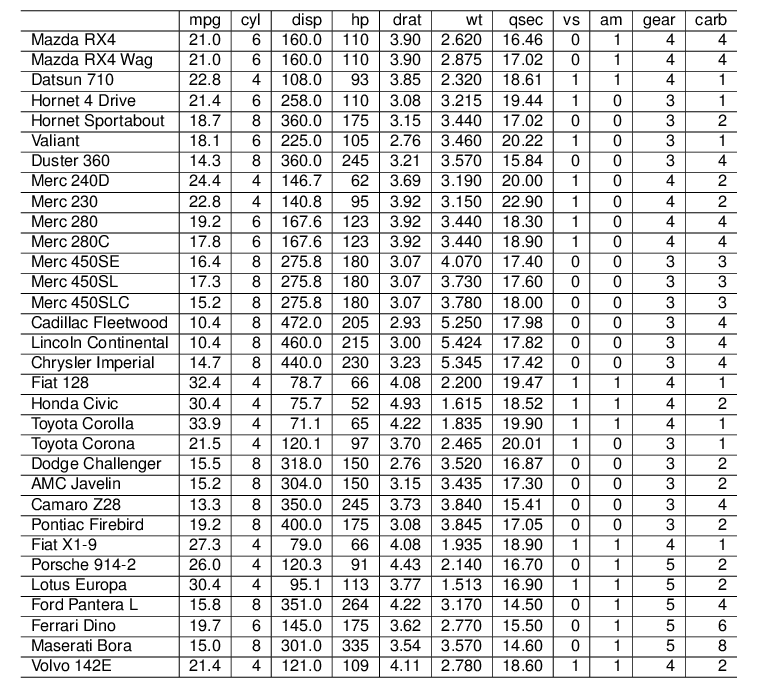 mpg cyl disp hp drat wt qsec vs am gear carb
Mazda RX4 21.0 6 160.0 110 3.90 2.620 16.46 0 1 4 4
Mazda RX4 Wag 21.0 6 160.0 110 3.90 2.875 17.02 0 1 4 4
Datsun 710 22.8 4 108.0 93 3.85 2.320 18.61 1 1 4 1
Hornet 4 Drive 21.4 6 258.0 110 3.08 3.215 19.44 1 0 3 1
Hornet Sportabout 18.7 8 360.0 175 3.15 3.440 17.02 0 0 3 2
Valiant 18.1 6 225.0 105 2.76 3.460 20.22 1 0 3 1
Duster 360 14.3 8 360.0 245 3.21 3.570 15.84 0 0 3 4
Merc 240D 24.4 4 146.7 62 3.69 3.190 20.00 1 0 4 2
Merc 230 22.8 4 140.8 95 3.92 3.150 22.90 1 0 4 2
Merc 280 19.2 6 167.6 123 3.92 3.440 18.30 1 0 4 4
Merc 280C 17.8 6 167.6 123 3.92 3.440 18.90 1 0 4 4
Merc 450SE 16.4 8 275.8 180 3.07 4.070 17.40 0 0 3 3
Merc 450SL 17.3 8 275.8 180 3.07 3.730 17.60 0 0 3 3
Merc 450SLC 15.2 8 275.8 180 3.07 3.780 18.00 0 0 3 3
Cadillac Fleetwood 10.4 8 472.0 205 2.93 5.250 17.98 0 0 3 4
Lincoln Continental 10.4 8 460.0 215 3.00 5.424 17.82 0 0 3 4
Chrysler Imperial 14.7 8 440.0 230 3.23 5.345 17.42 0 0 3 4
Fiat 128 32.4 4 78.7 66 4.08 2.200 19.47 1 1 4 1
Honda Civic 30.4 4 75.7 52 4.93 1.615 18.52 1 1 4 2
Toyota Corolla 33.9 4 71.1 65 4.22 1.835 19.90 1 1 4 1
Toyota Corona 21.5 4 120.1 97 3.70 2.465 20.01 1 0 3 1
Dodge Challenger 15.5 8 318.0 150 2.76 3.520 16.87 0 0 3 2
AMC Javelin 15.2 8 304.0 150 3.15 3.435 17.30 0 0 3 2
Camaro Z28 13.3 8 350.0 245 3.73 3.840 15.41 0 0 3 4
Pontiac Firebird 19.2 8 400.0 175 3.08 3.845 17.05 0 0 3 2
Fiat X1-9 27.3 4 79.0 66 4.08 1.935 18.90 1 1 4 1
Porsche 914-2 26.0 4 120.3 91 4.43 2.140 16.70 0 1 5 2
Lotus Europa 30.4 4 95.1 113 3.77 1.513 16.90 1 1 5 2
Ford Pantera L 15.8 8 351.0 264 4.22 3.170 14.50 0 1 5 4
Ferrari Dino 19.7 6 145.0 175 3.62 2.770 15.50 0 1 5 6
Maserati Bora 15.0 8 301.0 335 3.54 3.570 14.60 0 1 5 8
Volvo 142E 21.4 4 121.0 109 4.11 2.780 18.60 1 1 4 2